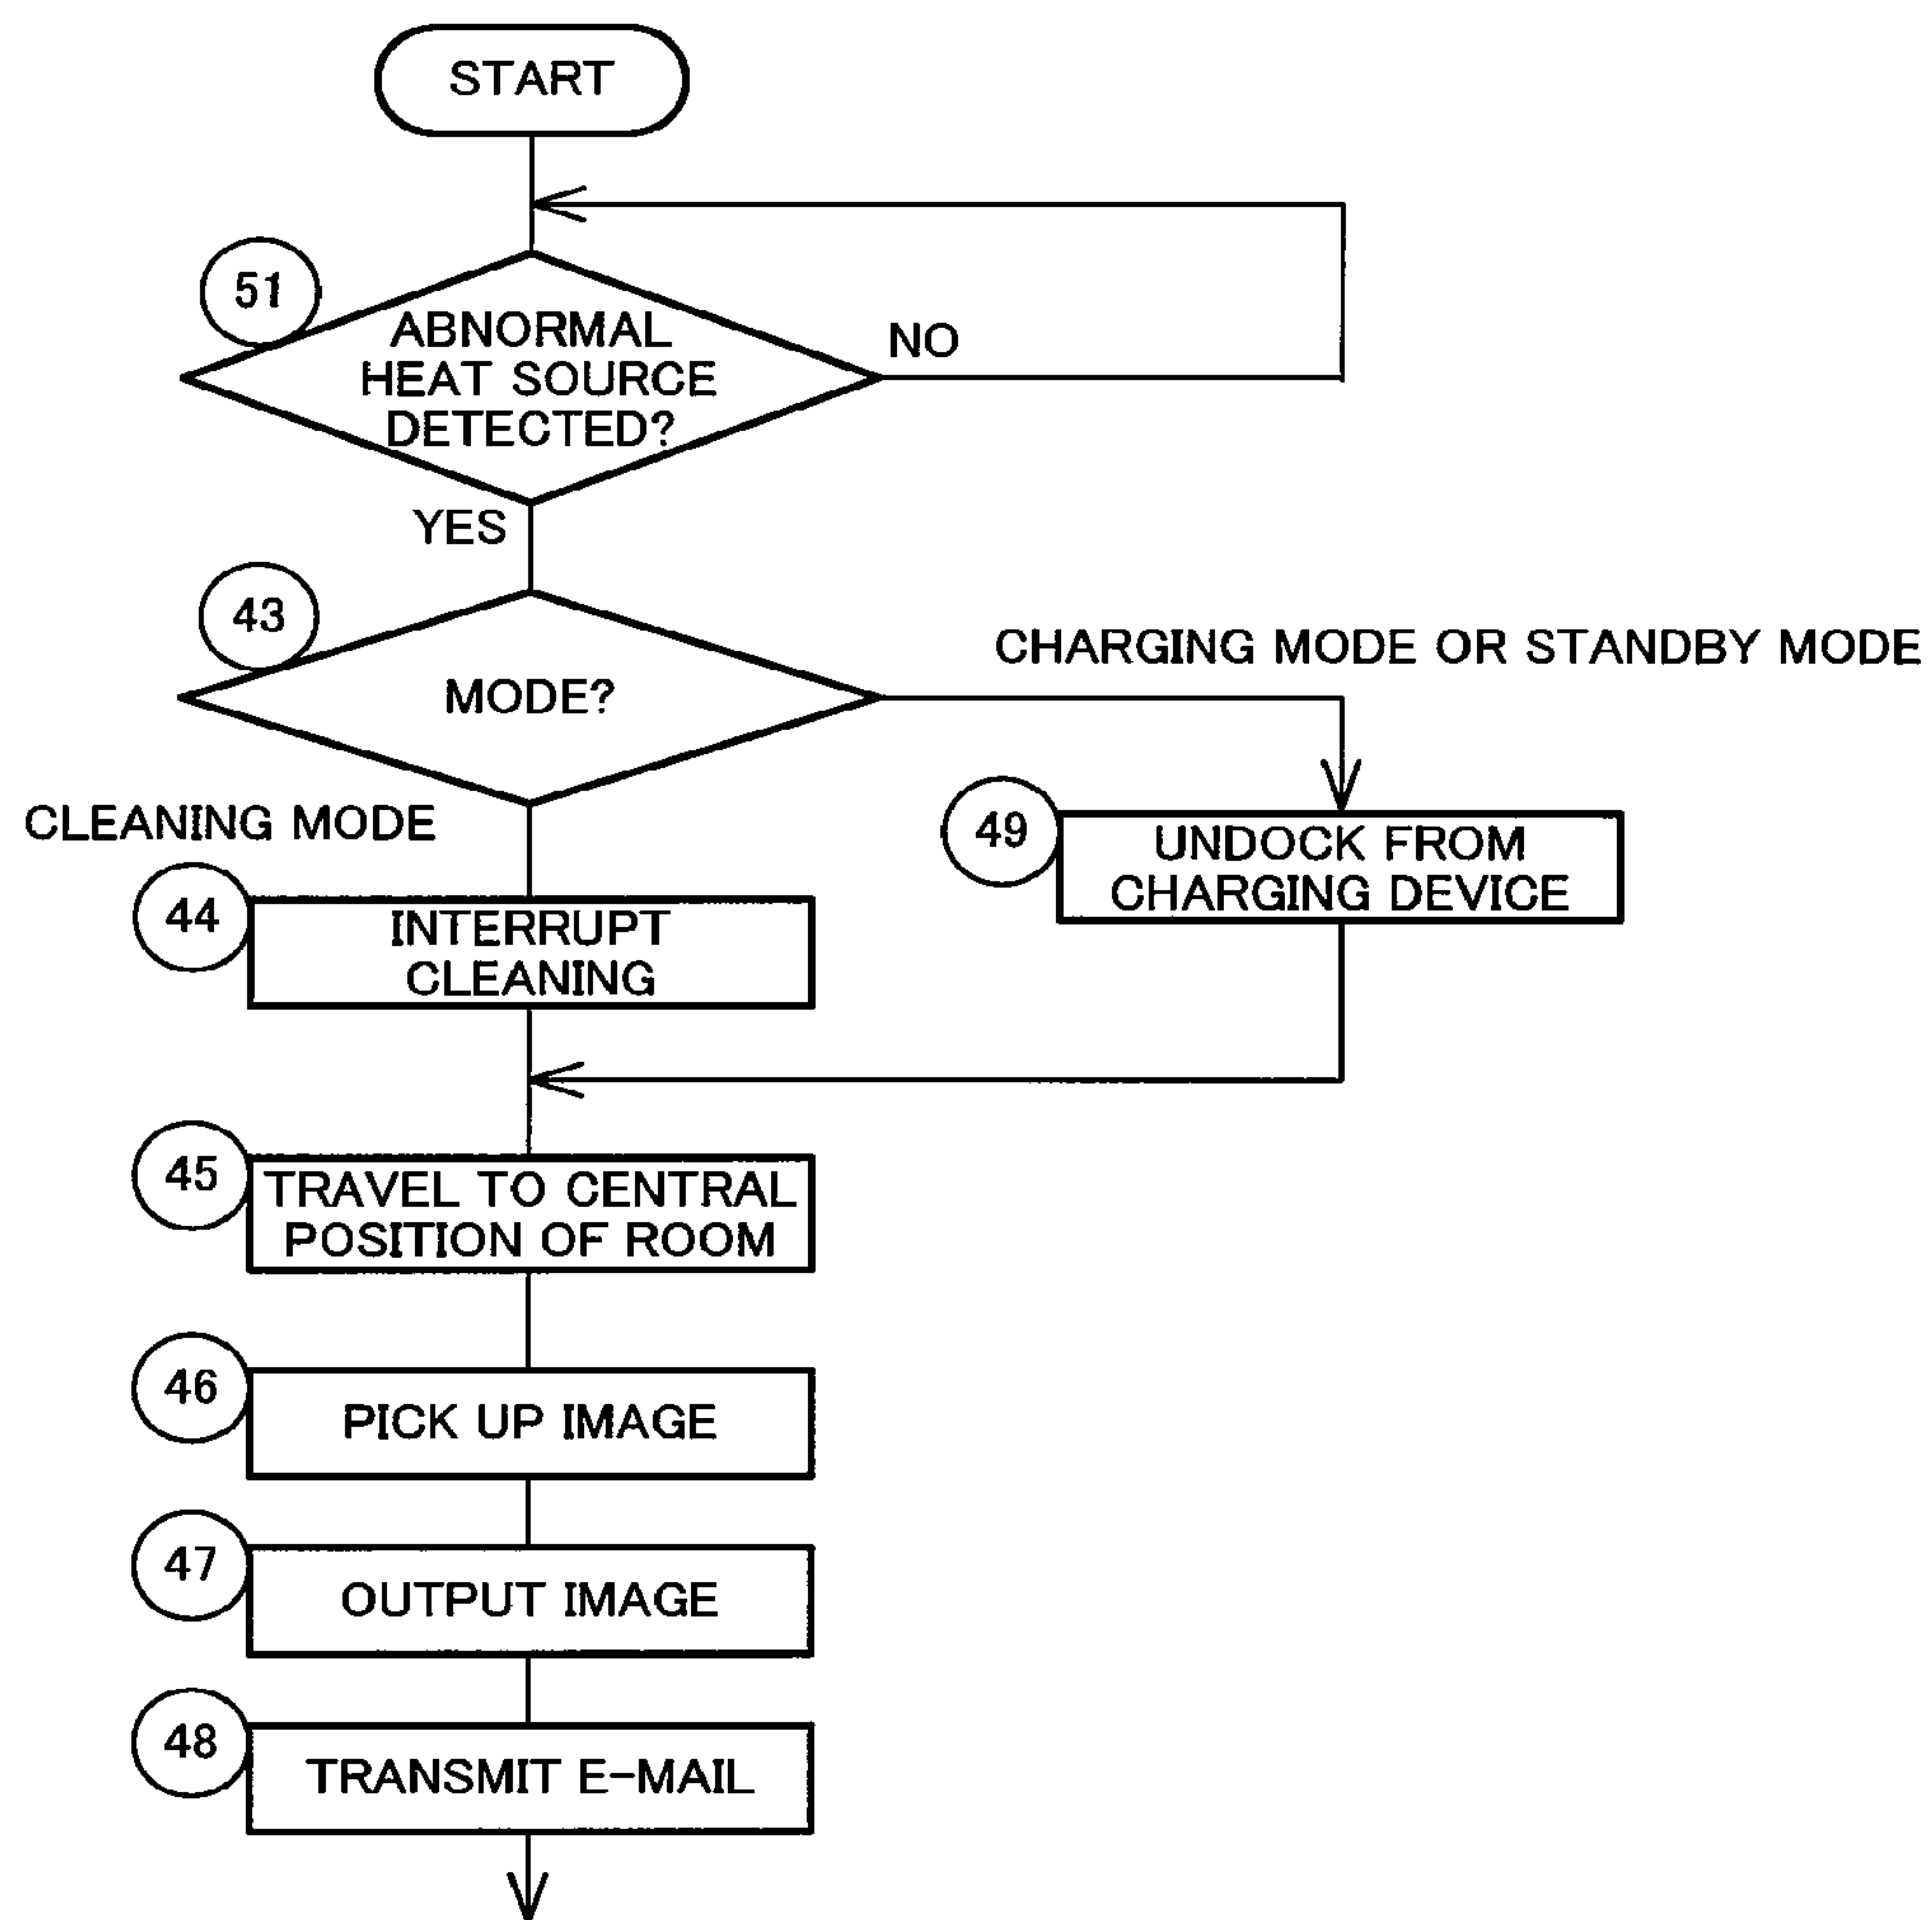 START
51
ABNORMAL
HEAT SOURCE
DETECTED?
NO
YES
43
MODE?
CHARGING MODE OR STANDBY MODE
CLEANING MODE
49
UNDOCK FROM
CHARGING DEVICE
44
INTERRUPT
CLEANING
45
TRAVEL TO CENTRAL
POSITION OF ROOM
46
PICK UP IMAGE
47
OUTPUT IMAGE
48
TRANSMIT E-MAIL